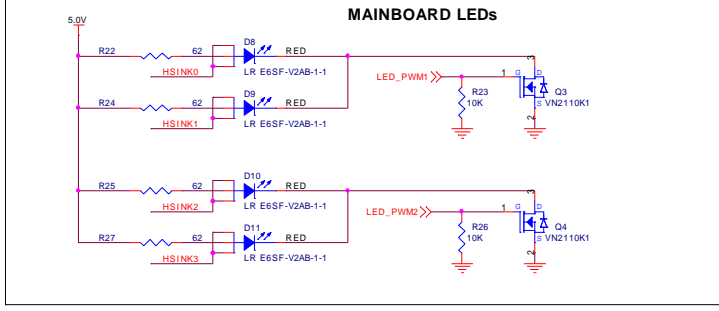 MAINBOARD LEDs
5.0V
D8
R22 62 RED
HSINK0 LR E6SF-V2AB-1-1
3
LED_PWM1 1 G D
D9 R23 Q3
R24 62 RED 10K S VN2110K1
HSINK1 LR E6SF-V2AB-1-1 2
D10
R25 62 RED
HSINK2 LR E6SF-V2AB-1-1
3
LED_PWM2 1 G D
D11 R26 Q4
R27 62 RED 10K S VN2110K1
HSINK3 LR E6SF-V2AB-1-1 2